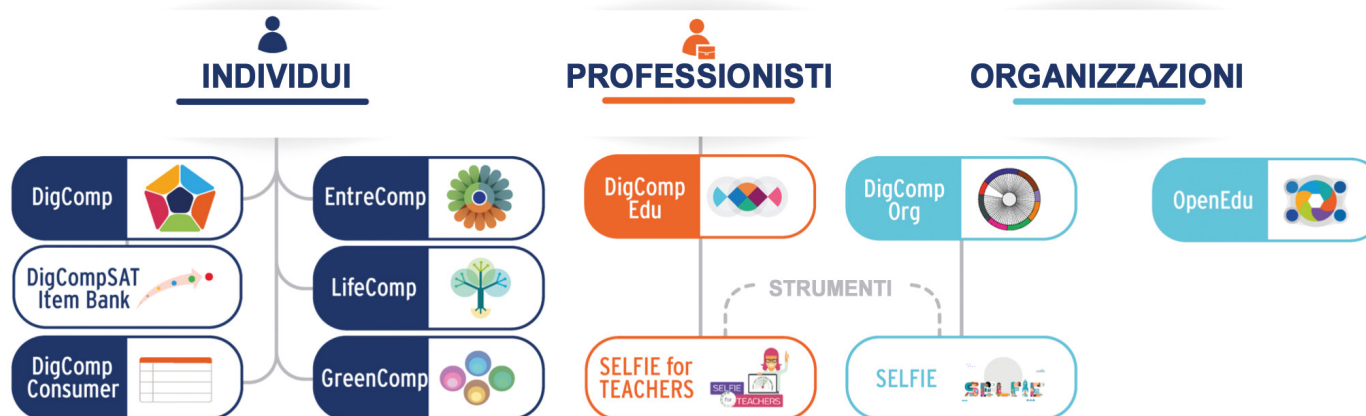 INDIVIDUI
PROFESSIONISTI
ORGANIZZAZIONI
DigComp
EntreComp
DigComp
Edu
DigComp
Org
OpenEdu
DigCompSAT
Item Bank
LifeComp
STRUMENTI
DigComp
Consumer
GreenComp
SELFIE for
TEACHERS
SELFIE
for
TEACHERS
SELFIE
SELFIE